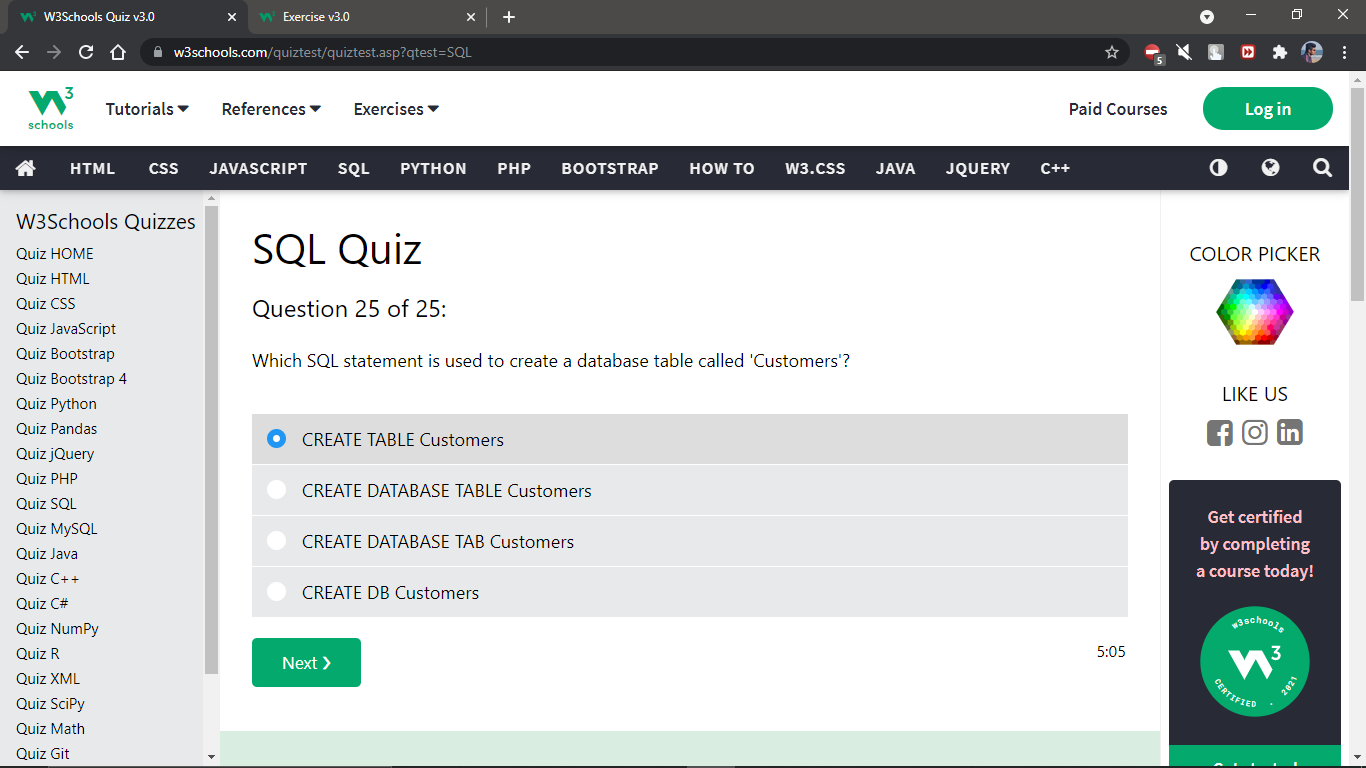 W3Schools Quiz v3.0
Exercise v3.0
w3schools.com/quiztest/quiztest.asp?qtest=SQL
5
3
schools
Tutorials
References
Exercises
Paid Courses
Log in
HTML CSS JAVASCRIPT SQL PYTHON PHP BOOTSTRAP HOW TO W3.CSS JAVA JQUERY C++
W3Schools Quizzes
Quiz HOME
Quiz HTML
Quiz CSS
Quiz JavaScript
Quiz Bootstrap
Quiz Bootstrap 4
Quiz Python
Quiz Pandas
Quiz jQuery
Quiz PHP
Quiz SQL
Quiz MySQL
Quiz Java
Quiz C++
Quiz C#
Quiz NumPy
Quiz R
Quiz XML
Quiz SciPy
Quiz Math
Quiz Git
SQL Quiz
Question 25 of 25:
Which SQL statement is used to create a database table called 'Customers'?
CREATE TABLE Customers
CREATE DATABASE TABLE Customers
CREATE DATABASE TAB Customers
CREATE DB Customers
Next ❯
5:05
COLOR PICKER
LIKE US
Get certified
by completing
a course today!
w3schools
3
CERTIFIED . 2021